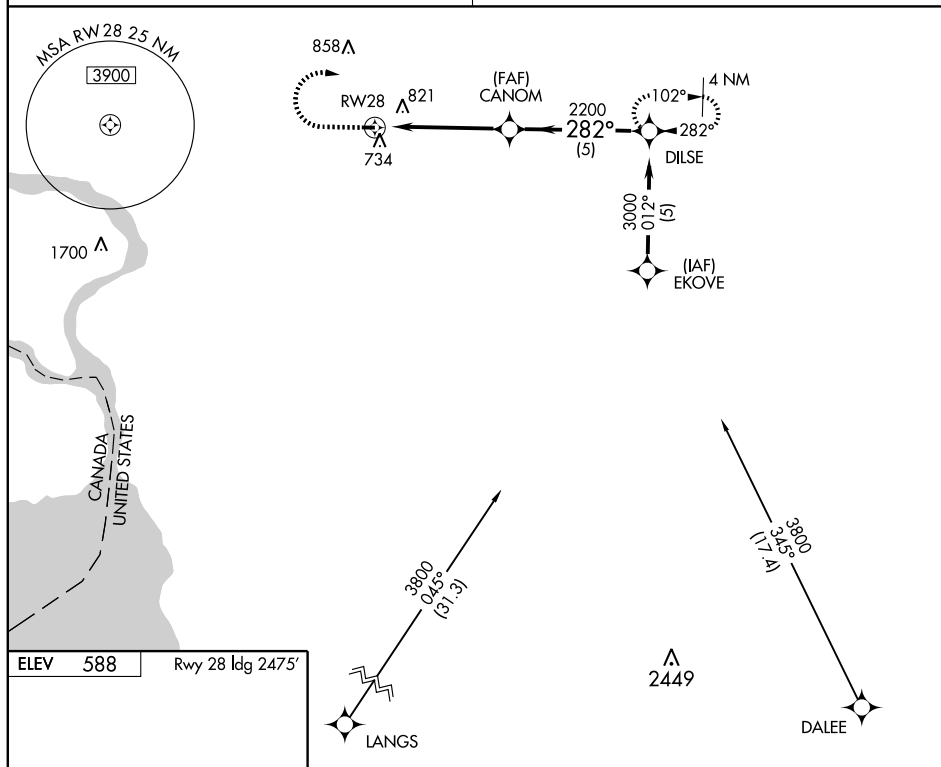 MSA RW 28 25 NM
3900
858
RW28
821
734
(FAF)
CANOM
2200
282°
(5)
4 NM
102°
282°
DILSE
3000
012°
(5)
(IAF)
EKOVE
1700
CANADA
UNITED STATES
3800
045°
(31.3)
3800
345°
(17.4)
2449
LANGS
DALEE
ELEV 588
Rwy 28 ldg 2475'